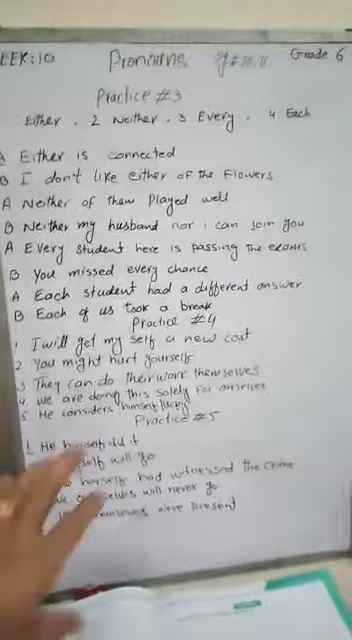 EEK:10 Pronouns Grade 6
Practice #3
Either . 2 Neither . 3 Every . 4 Each
A Either is connected
B I don't like either of the Flowers
A Neither of them Played well
B Neither my husband nor i can join you
A Every student here is passing the exams
B You missed every chance
A Each student had a different answer
B Each of us took a break
Practice #4
1 I will get my self a new coat
2 You might hurt yourself
3 They can do their work themselves
4 we are doing this solely for ourselves
5 He considers himself lucky
Practice #5
1 He himself did it
self will go
herself had witnessed the crime
will never go
themselves were present